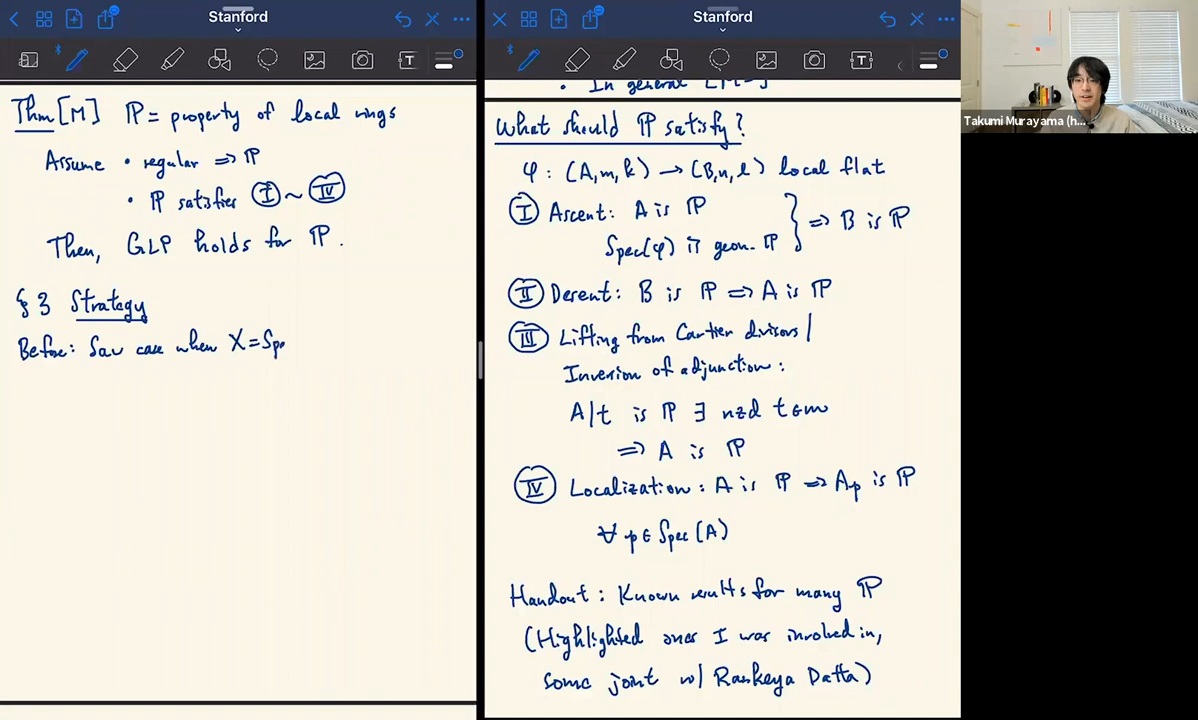 Stanford
Thm [M] ℙ = property of local rings
Assume • regular ⟹ ℙ
• ℙ satisfies Ⓘ ~ Ⓘⓥ
Then, GLP holds for ℙ.
§3 Strategy
Before: Saw case when X = Spe
Stanford
• In general [M—]
What should ℙ satisfy?
φ : (A, m, k) → (B, n, l) local flat
Ⓘ Ascent: A is ℙ
Spec(φ) is geom. ℙ } ⟹ B is ℙ
Ⅱ Descent: B is ℙ ⟹ A is ℙ
Ⅲ Lifting from Cartier divisors /
Inversion of adjunction:
A/t is ℙ ∃ nzd t∈m
⟹ A is ℙ
Ⅳ Localization: A is ℙ ⟹ Aₚ is ℙ
∀ p ∈ Spec(A)
Handout: Known results for many ℙ
(Highlighted ones I was involved in,
some joint w/ Rankeya Datta)
Takumi Murayama (h...